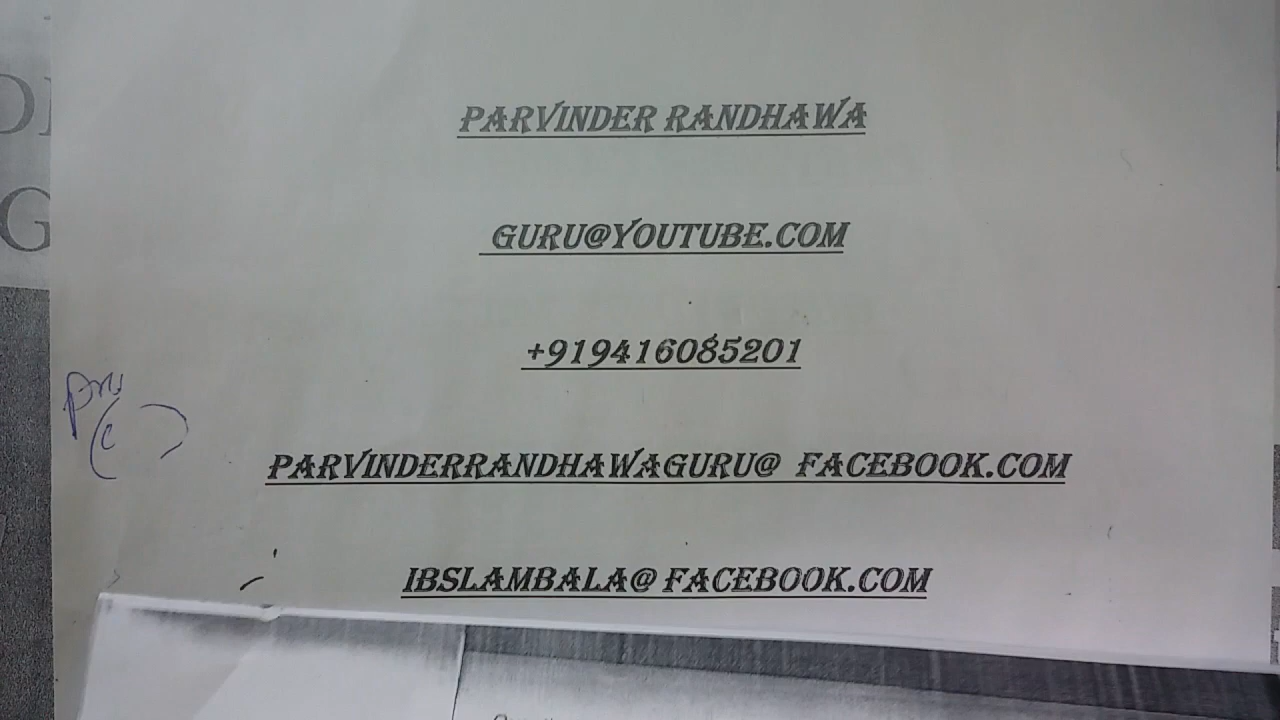 PARVINDER RANDHAWA
GURU@YOUTUBE.COM
+919416085201
PARVINDERRANDHAWAGURU@ FACEBOOK.COM
IBSLAMBALA@ FACEBOOK.COM